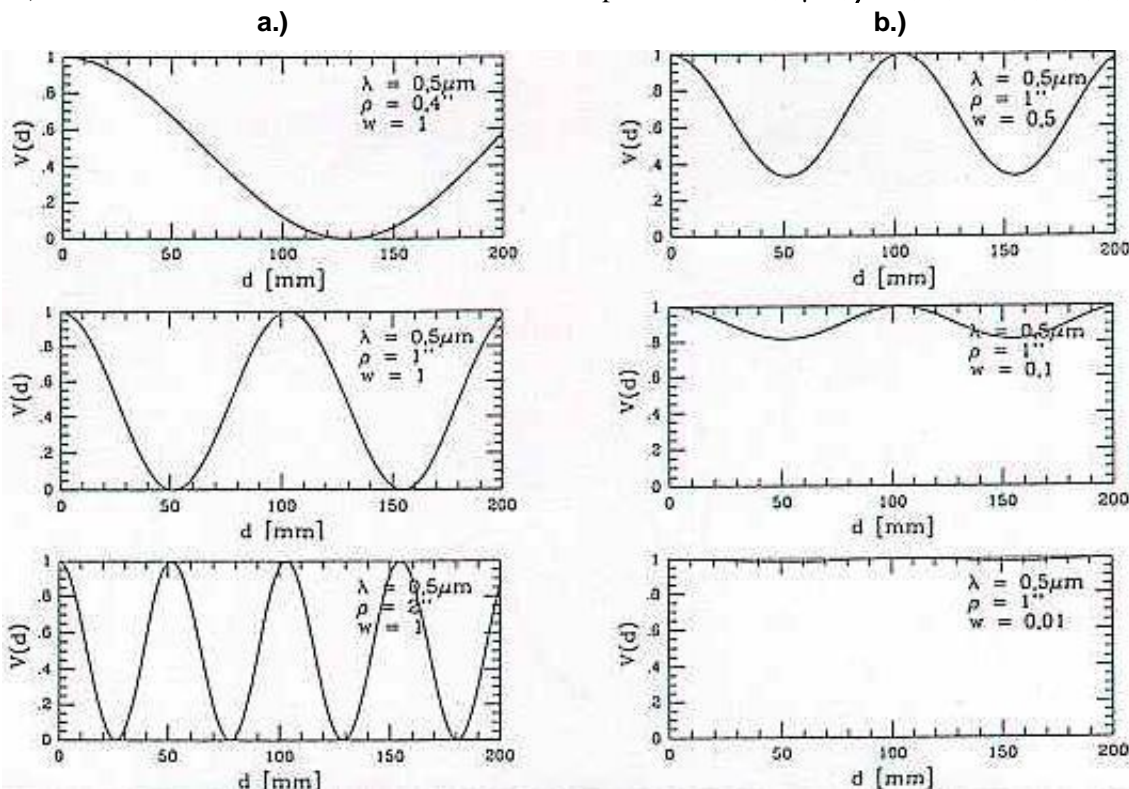 a.)
b.)
1
.8
.6
.4
.2
0
V(d)
λ = 0.5μm
ρ = 0.4"
w = 1
0 50 100 150 200
d [mm]
1
.8
.6
.4
.2
0
V(d)
λ = 0.5μm
ρ = 1"
w = 0.5
0 50 100 150 200
d [mm]
1
.8
.6
.4
.2
0
V(d)
λ = 0.5μm
ρ = 1"
w = 1
0 50 100 150 200
d [mm]
1
.8
.6
.4
.2
0
V(d)
λ = 0.5μm
ρ = 1"
w = 0.1
0 50 100 150 200
d [mm]
1
.8
.6
.4
.2
0
V(d)
λ = 0.5μm
ρ = 2"
w = 1
0 50 100 150 200
d [mm]
1
.8
.6
.4
.2
0
V(d)
λ = 0.5μm
ρ = 1"
w = 0.01
0 50 100 150 200
d [mm]